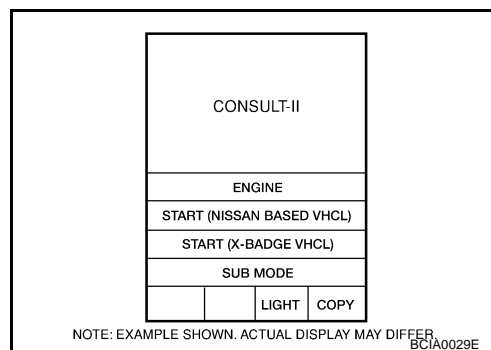 CONSULT-II
ENGINE
START (NISSAN BASED VHCL)
START (X-BADGE VHCL)
SUB MODE
LIGHT COPY
NOTE: EXAMPLE SHOWN. ACTUAL DISPLAY MAY DIFFER.
BCIA0029E